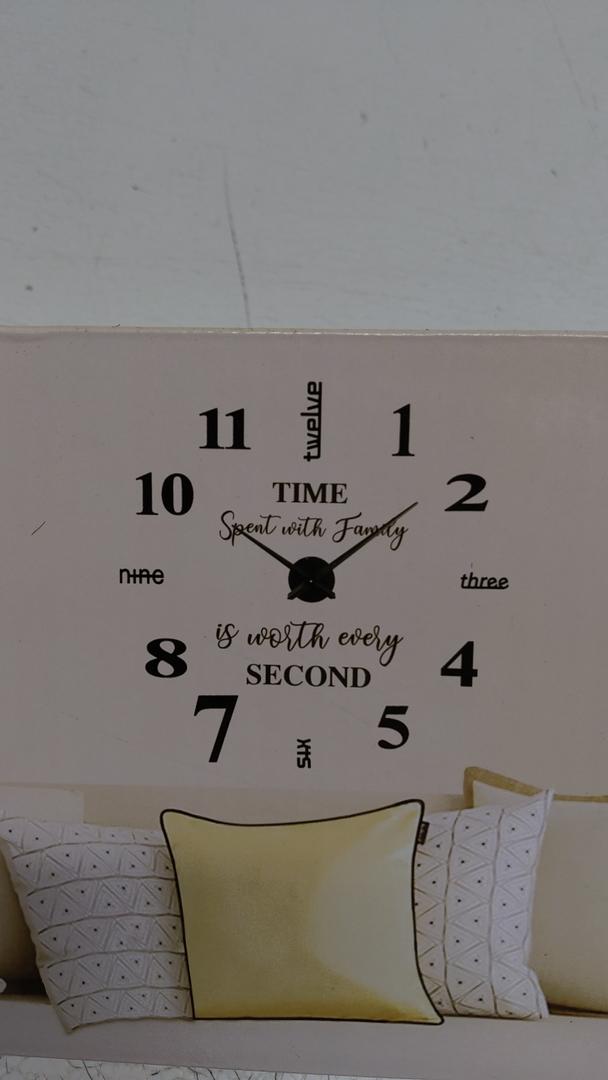 twelve
11 1
10 2
TIME
Spent with Family
nine three
is worth every
SECOND
8 4
7 5
six